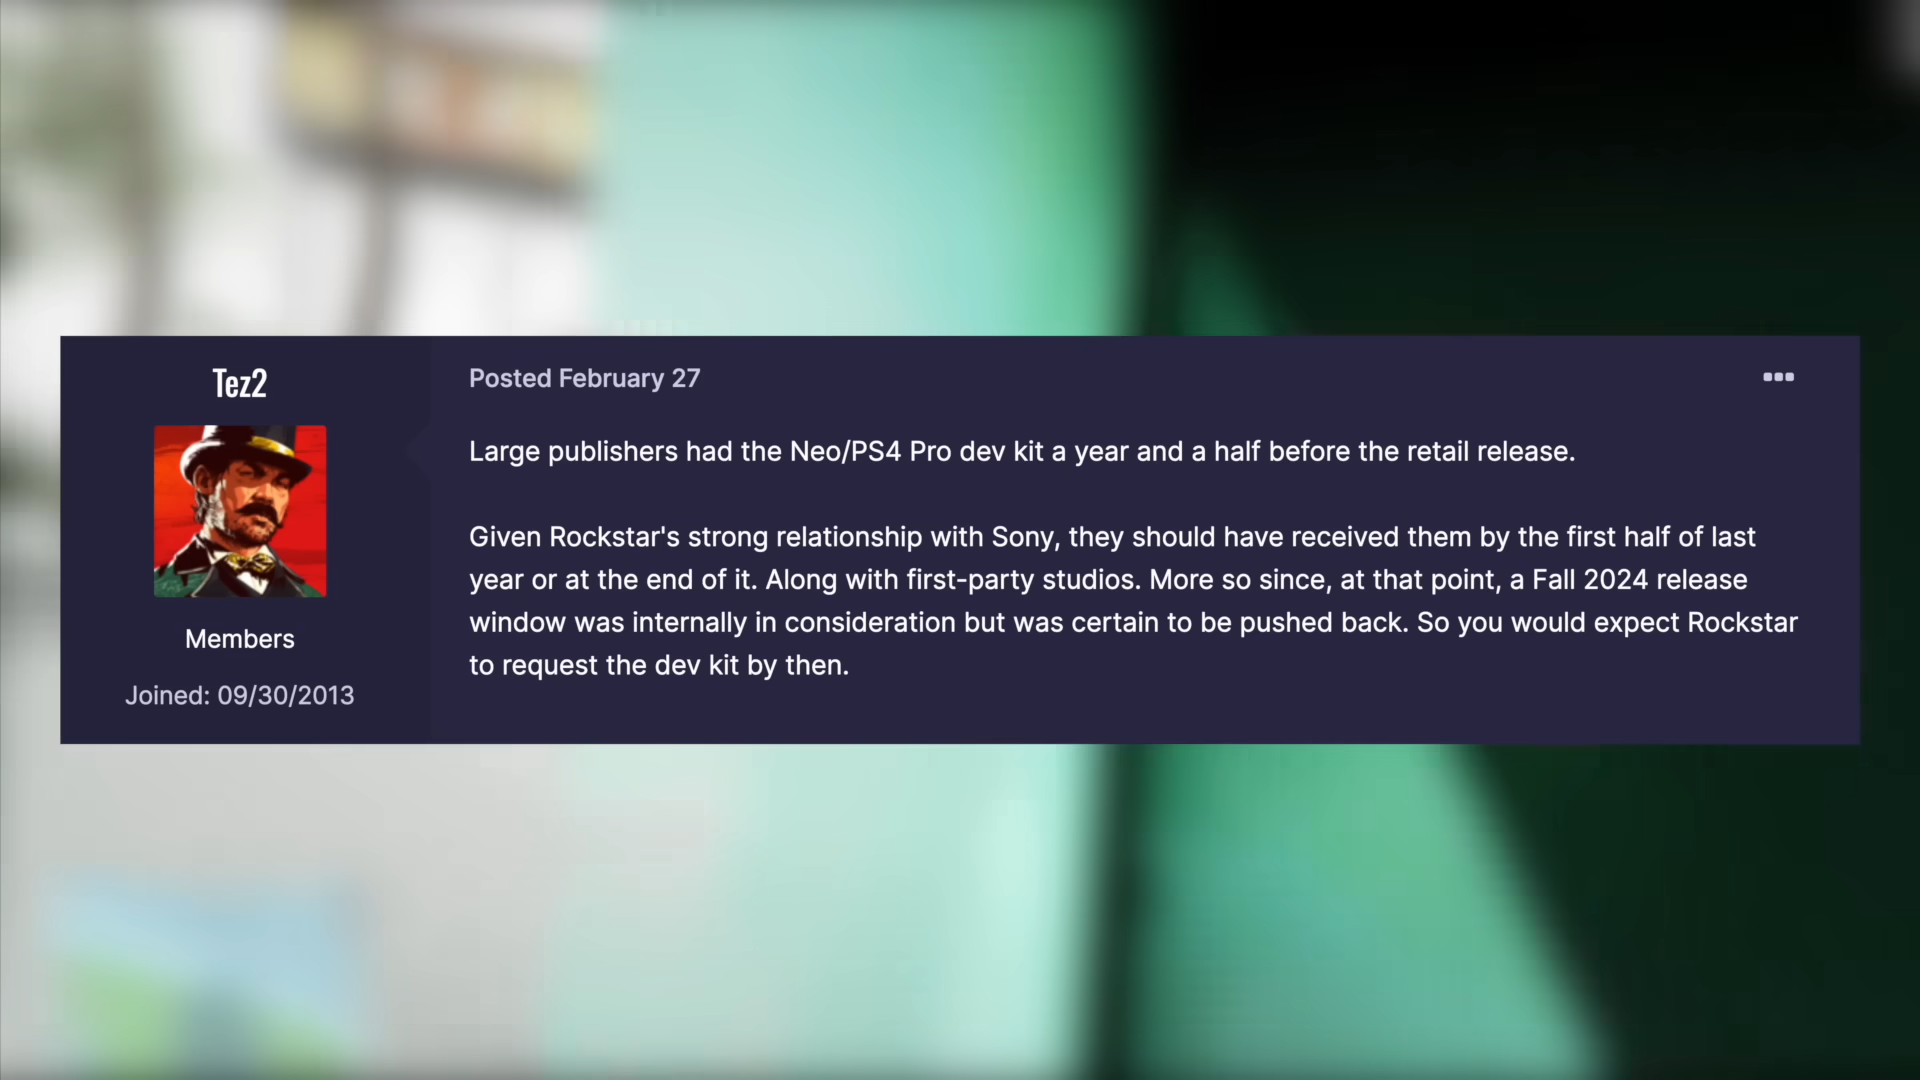 Tez2
Members
Joined: 09/30/2013
Posted February 27
Large publishers had the Neo/PS4 Pro dev kit a year and a half before the retail release.
Given Rockstar's strong relationship with Sony, they should have received them by the first half of last
year or at the end of it. Along with first-party studios. More so since, at that point, a Fall 2024 release
window was internally in consideration but was certain to be pushed back. So you would expect Rockstar
to request the dev kit by then.